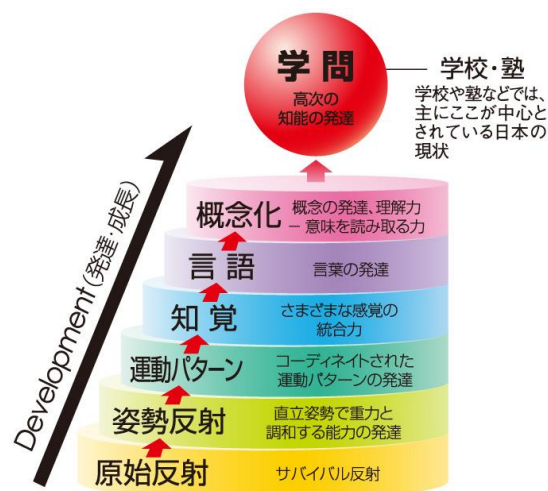 学問
高次の
知能の発達
学校・塾
学校や塾などでは、
主にここが中心と
されている日本の
現状
Development(発達・成長)
概念化
概念の発達、理解力
－意味を読み取る力
言語
言葉の発達
知覚
さまざまな感覚の
統合力
運動パターン
コーディネイトされた
運動パターンの発達
姿勢反射
直立姿勢で重力と
調和する能力の発達
原始反射
サバイバル反射